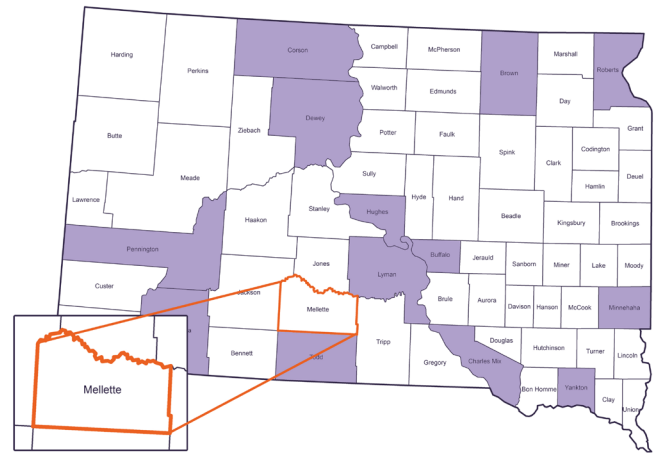 Harding
Perkins
Corson
Campbell
McPherson
Brown
Marshall
Roberts
Walworth
Edmunds
Day
Butte
Ziebach
Dewey
Potter
Faulk
Spink
Grant
Codington
Clark
Meade
Sully
Hyde
Hand
Hamlin
Deuel
Lawrence
Stanley
Hughes
Haakon
Beadle
Kingsbury
Brookings
Pennington
Buffalo
Jerauld
Sanborn
Miner
Lake
Moody
Jones
Lyman
Custer
Jackson
Mellette
Brule
Aurora
Davison
Hanson
McCook
Minnehaha
Tripp
Douglas
Bennett
Todd
Gregory
Charles Mix
Hutchinson
Turner
Lincoln
Bon Homme
Yankton
Clay
Union
Mellette